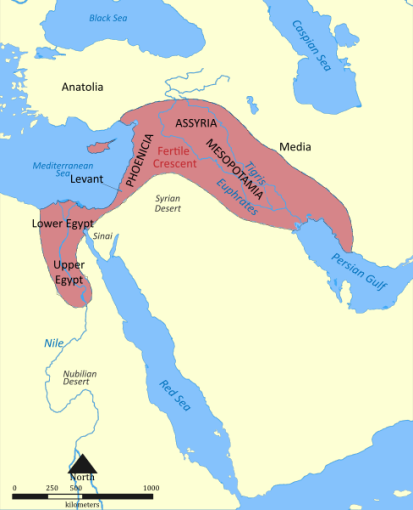 Black Sea
Caspian Sea
Anatolia
ASSYRIA
Media
PHOENICIA
Fertile
Crescent
MESOPOTAMIA
Tigris
Mediterranean
Sea
Levant
Euphrates
Syrian
Desert
Lower Egypt
Sinai
Upper
Egypt
Persian Gulf
Nile
Nubilian
Desert
Red Sea
North
0 250 500 1000
kilometers